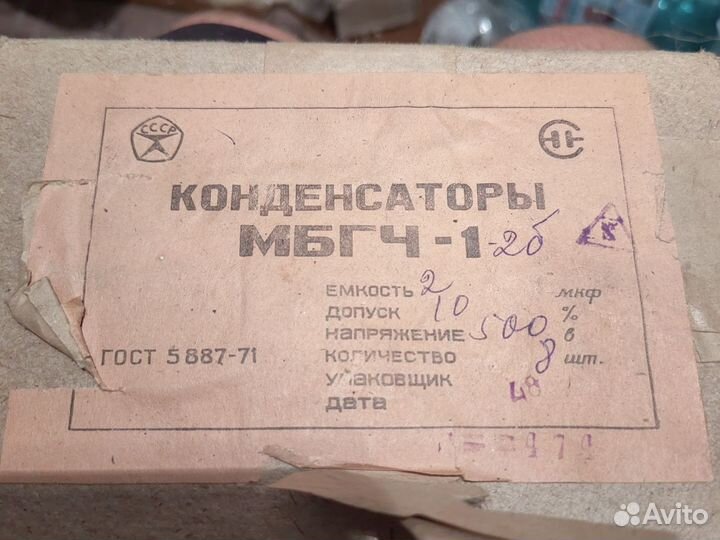 СССР
КОНДЕНСАТОРЫ
МБГЧ-1-2б
ЕМКОСТЬ 2 мкф
ДОПУСК 10 %
НАПРЯЖЕНИЕ 500 в
ГОСТ 5887-71 КОЛИЧЕСТВО 8 шт.
УПАКОВЩИК 48
ДАТА
Avito